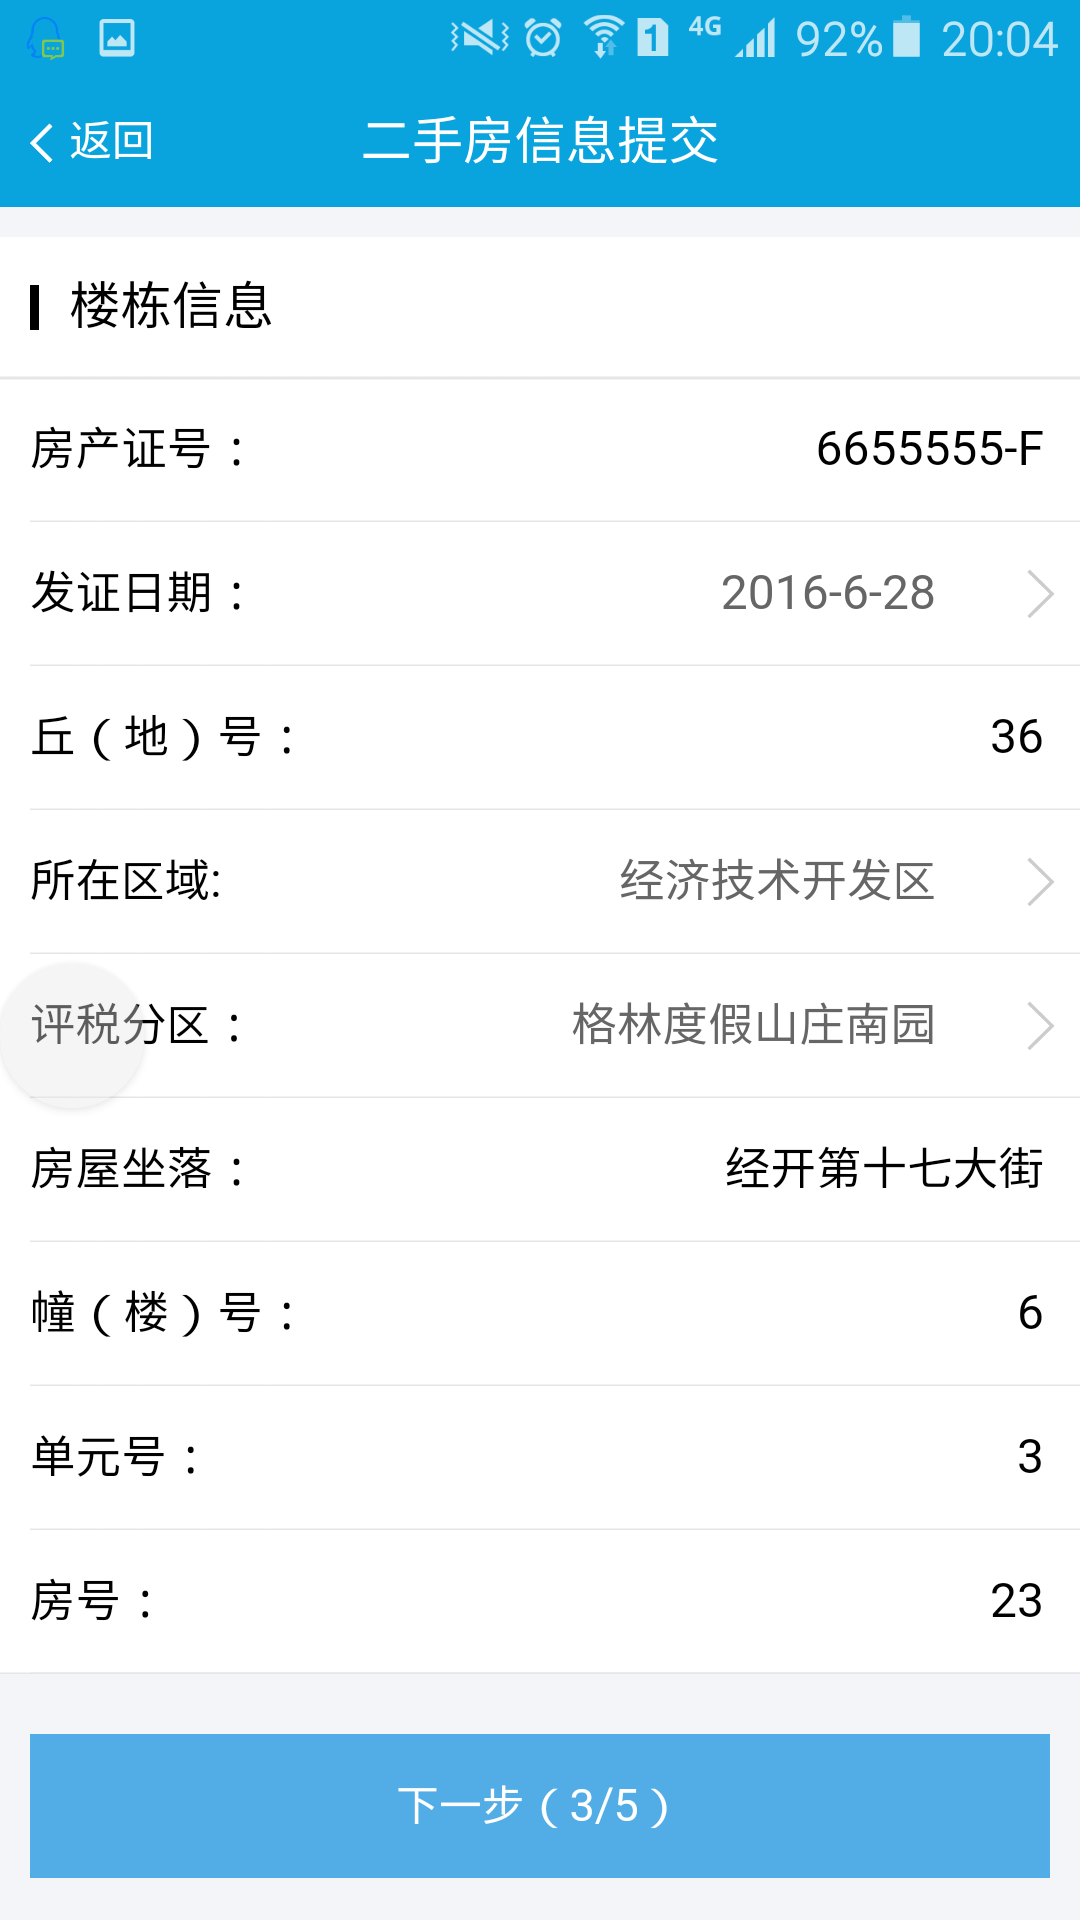 1 4G 92% 20:04
返回 二手房信息提交
楼栋信息
房产证号： 6655555-F
发证日期： 2016-6-28
丘（地）号： 36
所在区域: 经济技术开发区
评税分区： 格林度假山庄南园
房屋坐落： 经开第十七大街
幢（楼）号： 6
单元号： 3
房号： 23
下一步（3/5）